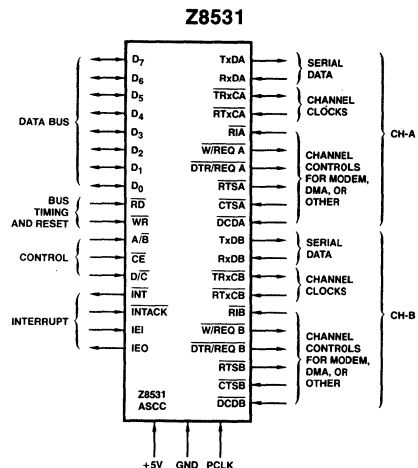 Z8531
DATA BUS
D7
D6
D5
D4
D3
D2
D1
D0
BUS
TIMING
AND RESET
RD
WR
CONTROL
A/B
CE
D/C
INTERRUPT
INT
INTACK
IEI
IEO
Z8531
ASCC
TxDA
RxDA
SERIAL
DATA
TRxCA
RTxCA
CHANNEL
CLOCKS
RIA
W/REQ A
DTR/REQ A
RTSA
CTSA
DCDA
CHANNEL
CONTROLS
FOR MODEM,
DMA, OR
OTHER
CH-A
TxDB
RxDB
SERIAL
DATA
TRxCB
RTxCB
CHANNEL
CLOCKS
RIB
W/REQ B
DTR/REQ B
RTSB
CTSB
DCDB
CHANNEL
CONTROLS
FOR MODEM,
DMA, OR
OTHER
CH-B
+5V GND PCLK